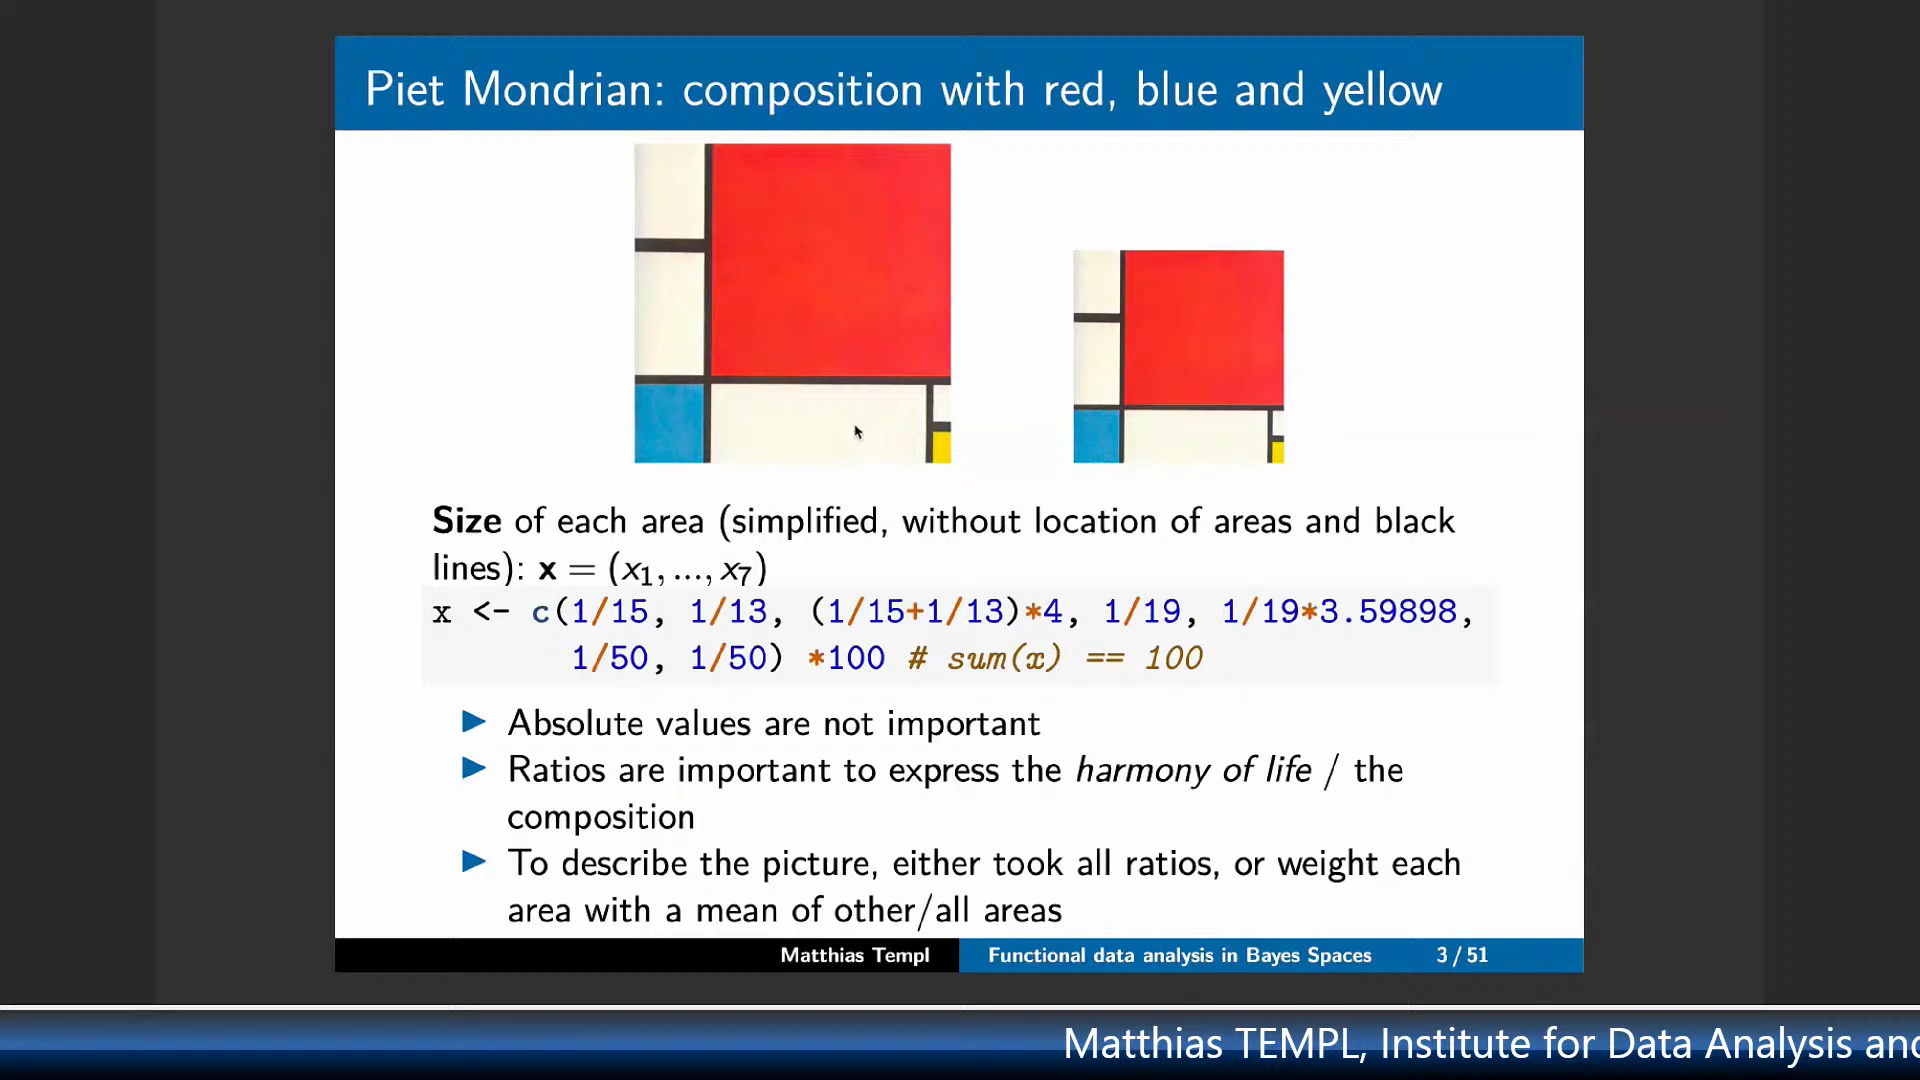 Piet Mondrian: composition with red, blue and yellow
Size of each area (simplified, without location of areas and black
lines): x = (x₁, ..., x₇)
x <- c(1/15, 1/13, (1/15+1/13)*4, 1/19, 1/19*3.59898,
1/50, 1/50) *100 # sum(x) == 100
▶ Absolute values are not important
▶ Ratios are important to express the harmony of life / the
composition
▶ To describe the picture, either took all ratios, or weight each
area with a mean of other/all areas
Matthias Templ Functional data analysis in Bayes Spaces 3 / 51
Matthias TEMPL, Institute for Data Analysis and